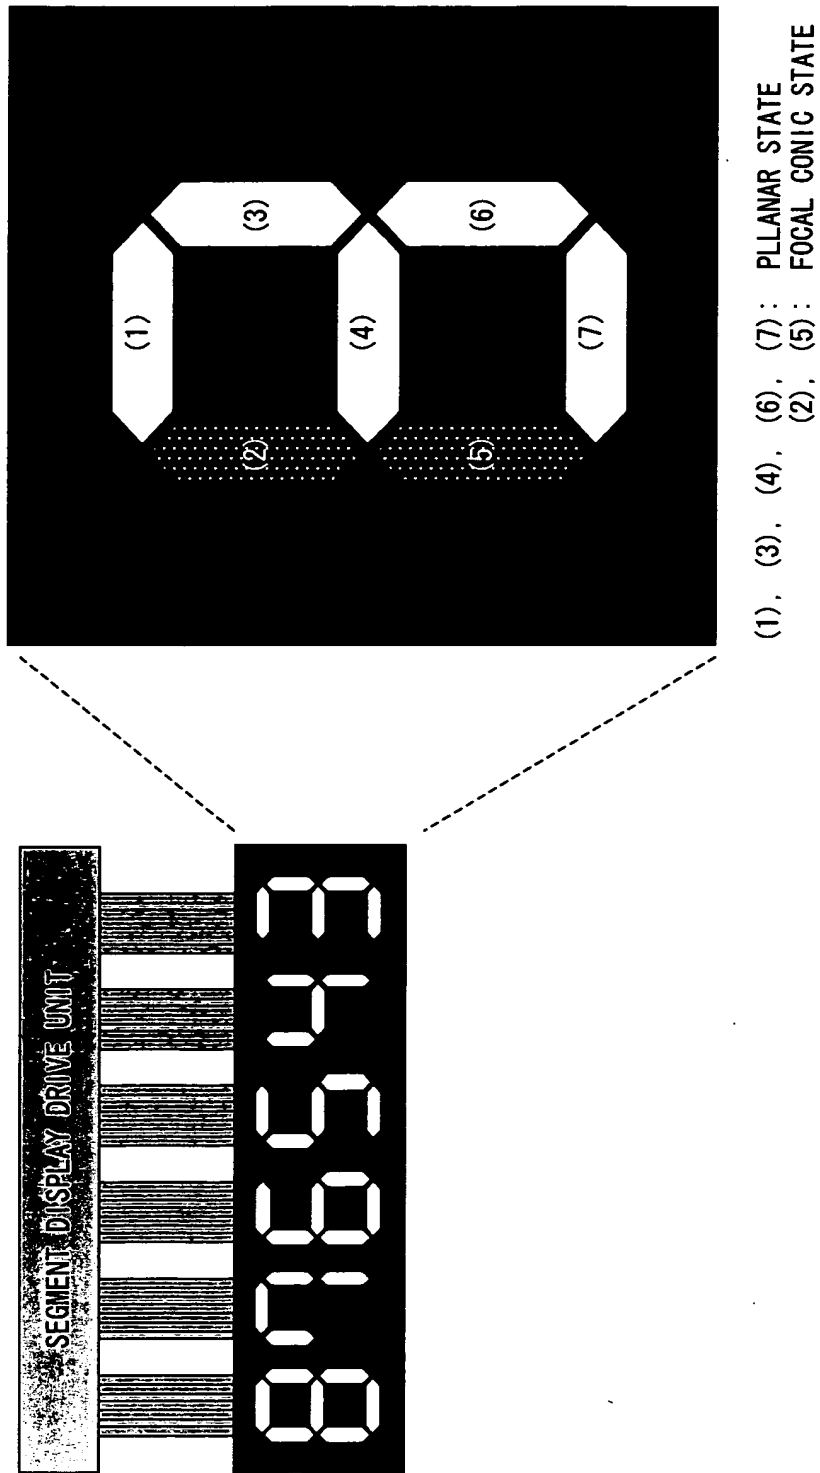 SEGMENT DISPLAY DRIVE UNIT
876543
(1)
(2)
(3)
(4)
(5)
(6)
(7)
(1), (3), (4), (6), (7): PLLANAR STATE
(2), (5): FOCAL CONIC STATE